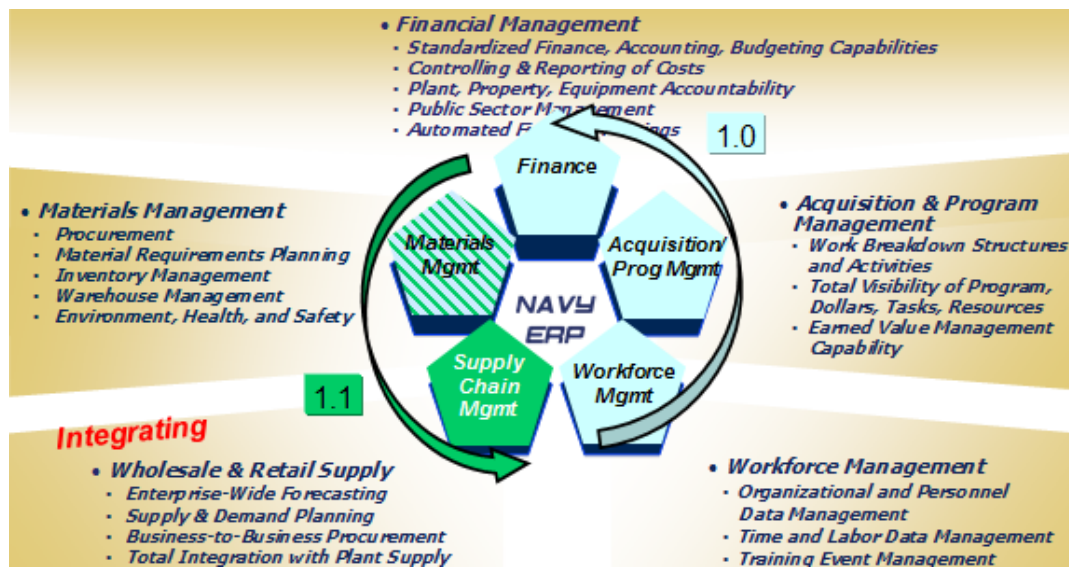 • Financial Management
• Standardized Finance, Accounting, Budgeting Capabilities
• Controlling & Reporting of Costs
• Plant, Property, Equipment Accountability
• Public Sector Management
• Automated
1.0
Finance
• Materials Management
• Procurement
• Material Requirements Planning
• Inventory Management
• Warehouse Management
• Environment, Health, and Safety
Materials
Mgmt
Acquisition/
Prog Mgmt
NAVY
ERP
Supply
Chain
Mgmt
Workforce
Mgmt
• Acquisition & Program
Management
• Work Breakdown Structures
and Activities
• Total Visibility of Program,
Dollars, Tasks, Resources
• Earned Value Management
Capability
1.1
Integrating
• Wholesale & Retail Supply
• Enterprise-Wide Forecasting
• Supply & Demand Planning
• Business-to-Business Procurement
• Total Integration with Plant Supply
• Workforce Management
• Organizational and Personnel
Data Management
• Time and Labor Data Management
• Training Event Management